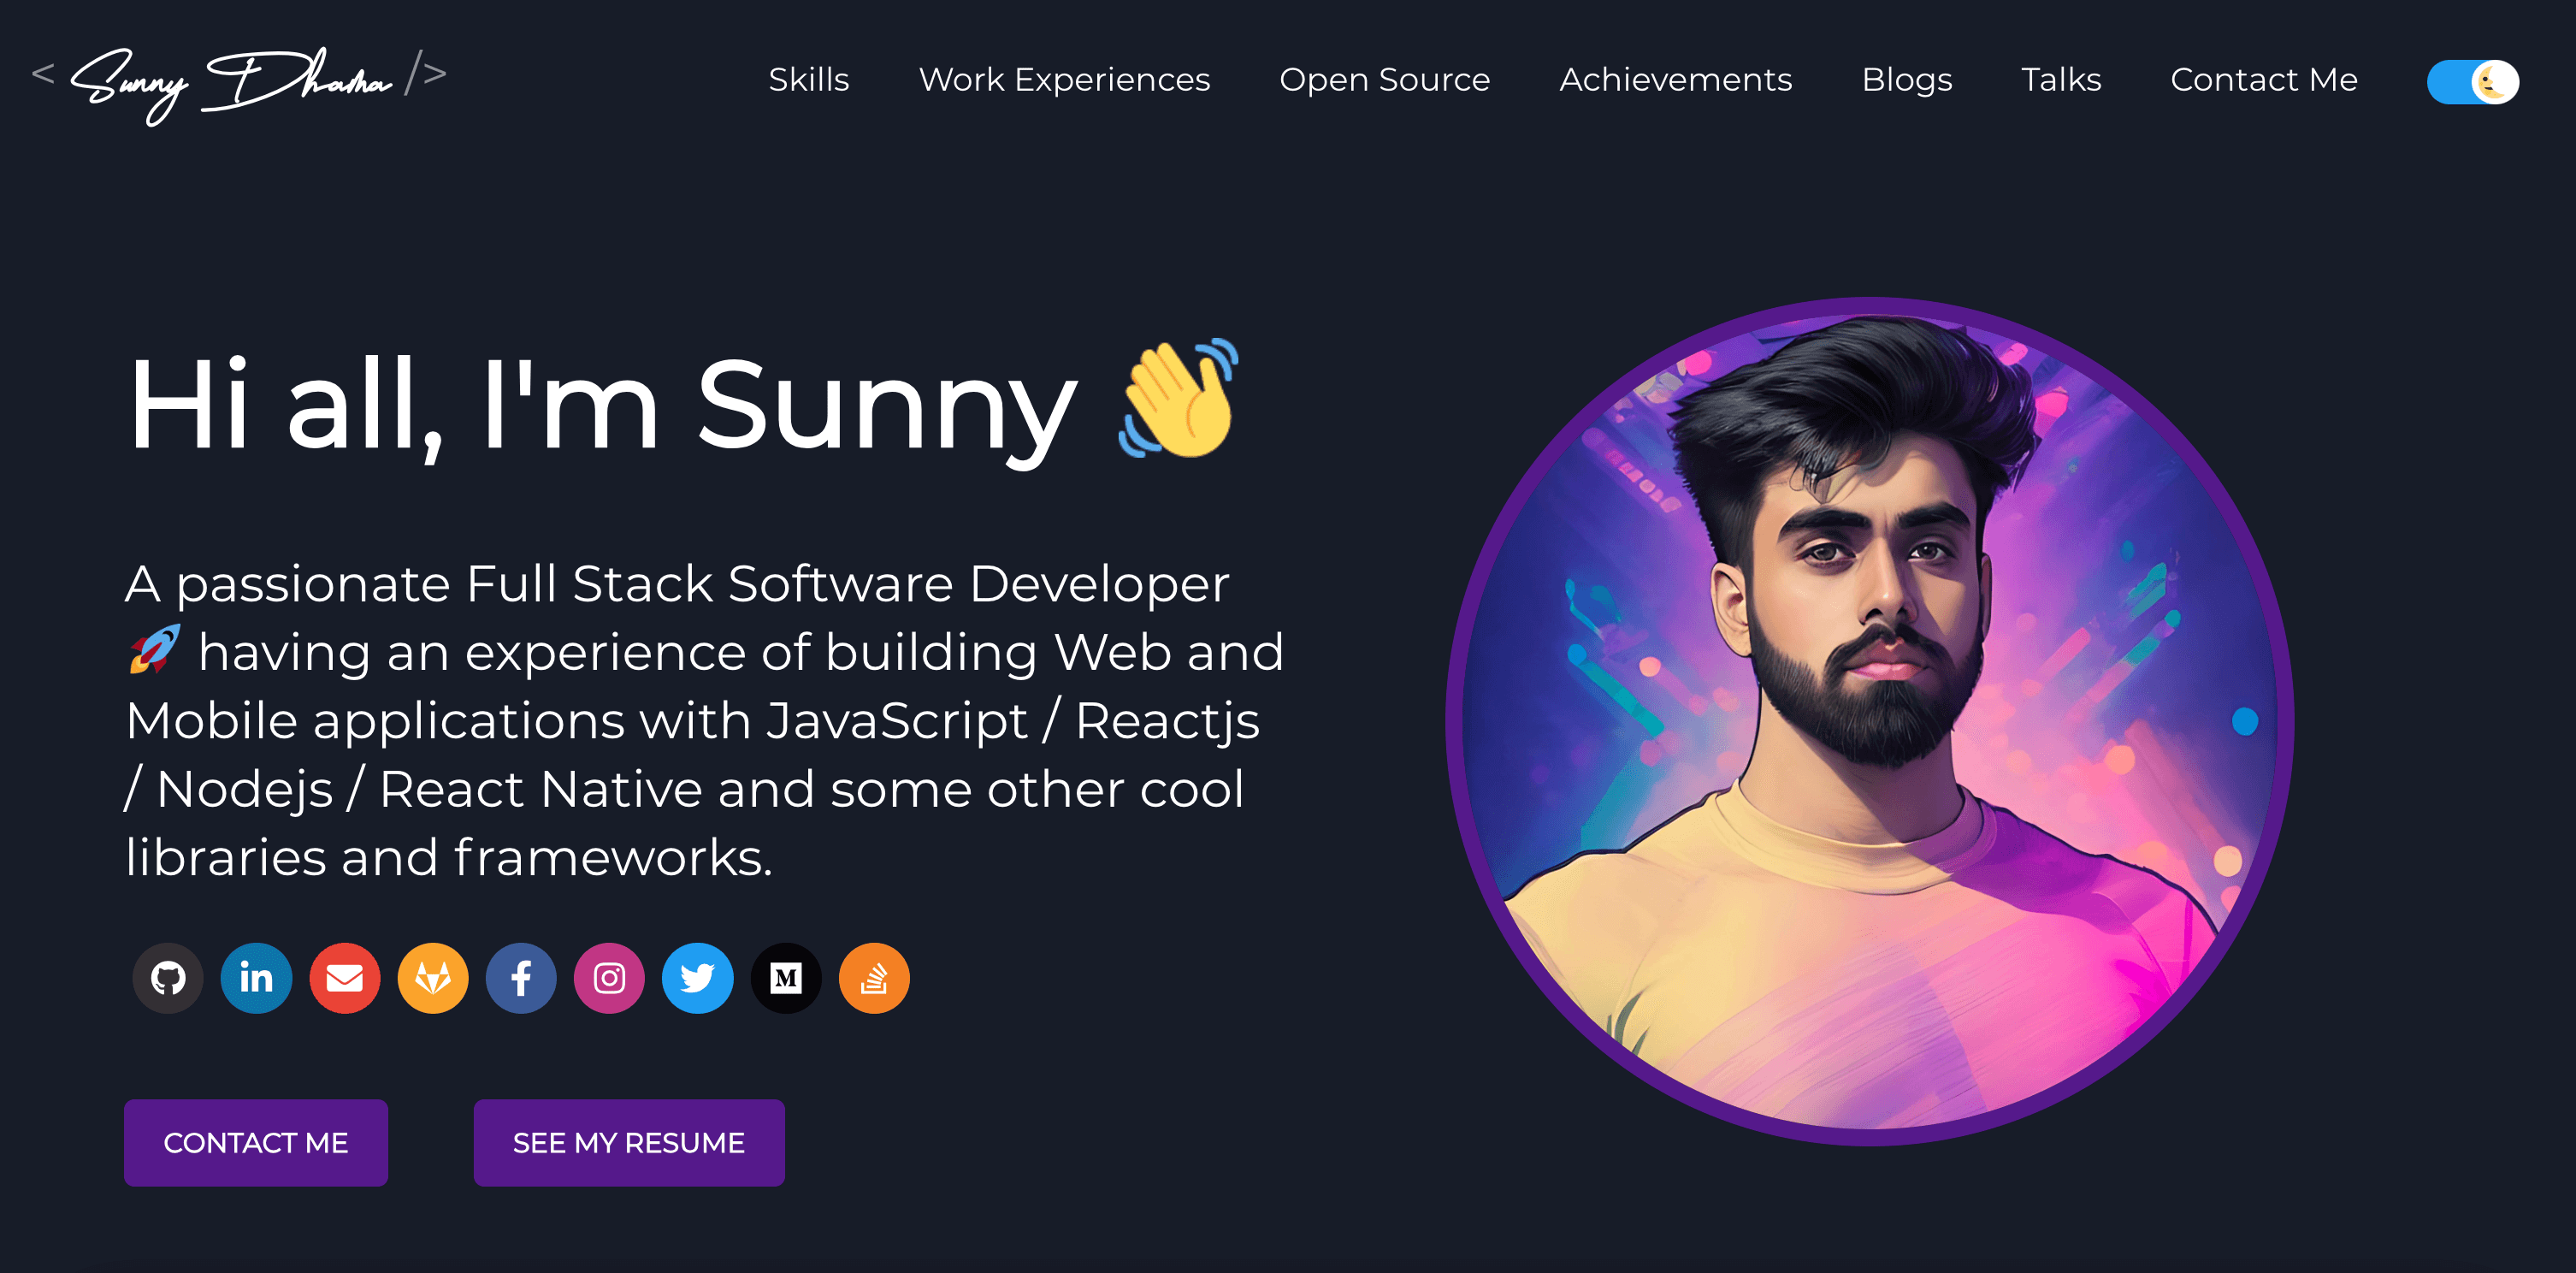 < Sunny Dhama />
Skills
Work Experiences
Open Source
Achievements
Blogs
Talks
Contact Me
Hi all, I'm Sunny 👋
A passionate Full Stack Software Developer
🚀 having an experience of building Web and
Mobile applications with JavaScript / Reactjs
/ Nodejs / React Native and some other cool
libraries and frameworks.
in
f
M
CONTACT ME
SEE MY RESUME